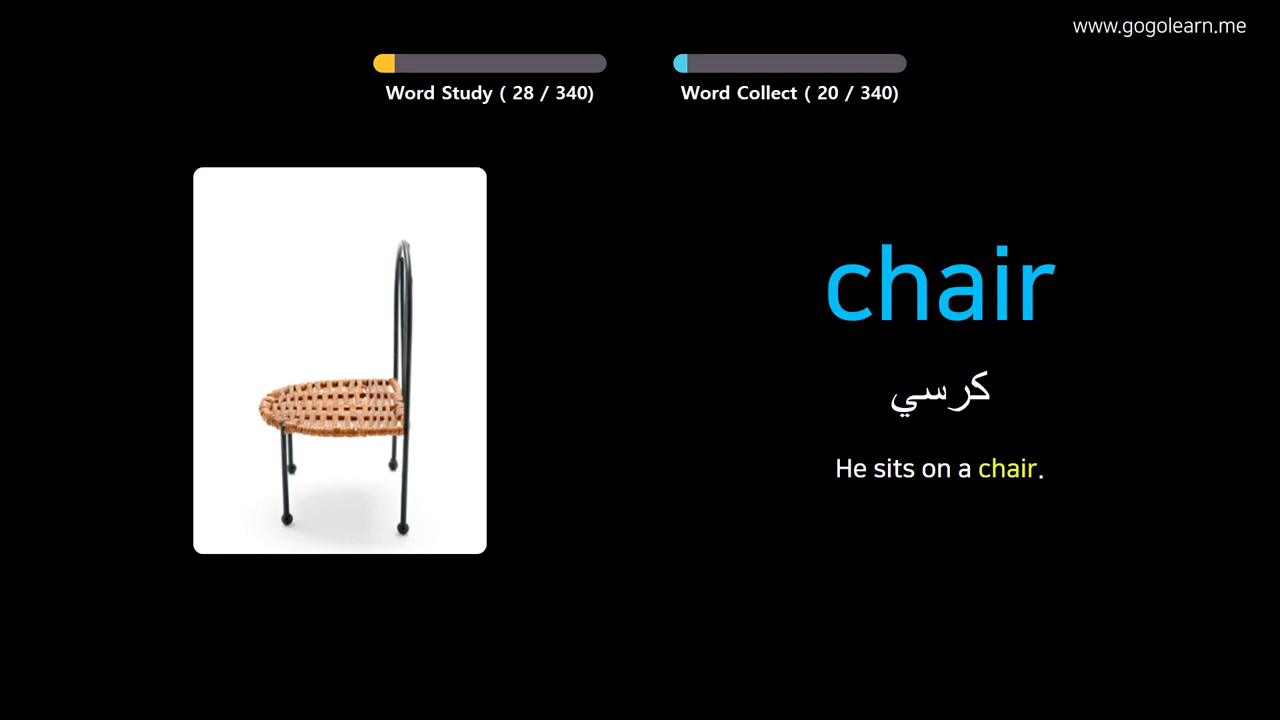 www.gogolearn.me
Word Study ( 28 / 340)
Word Collect ( 20 / 340)
chair
كرسي
He sits on a chair.